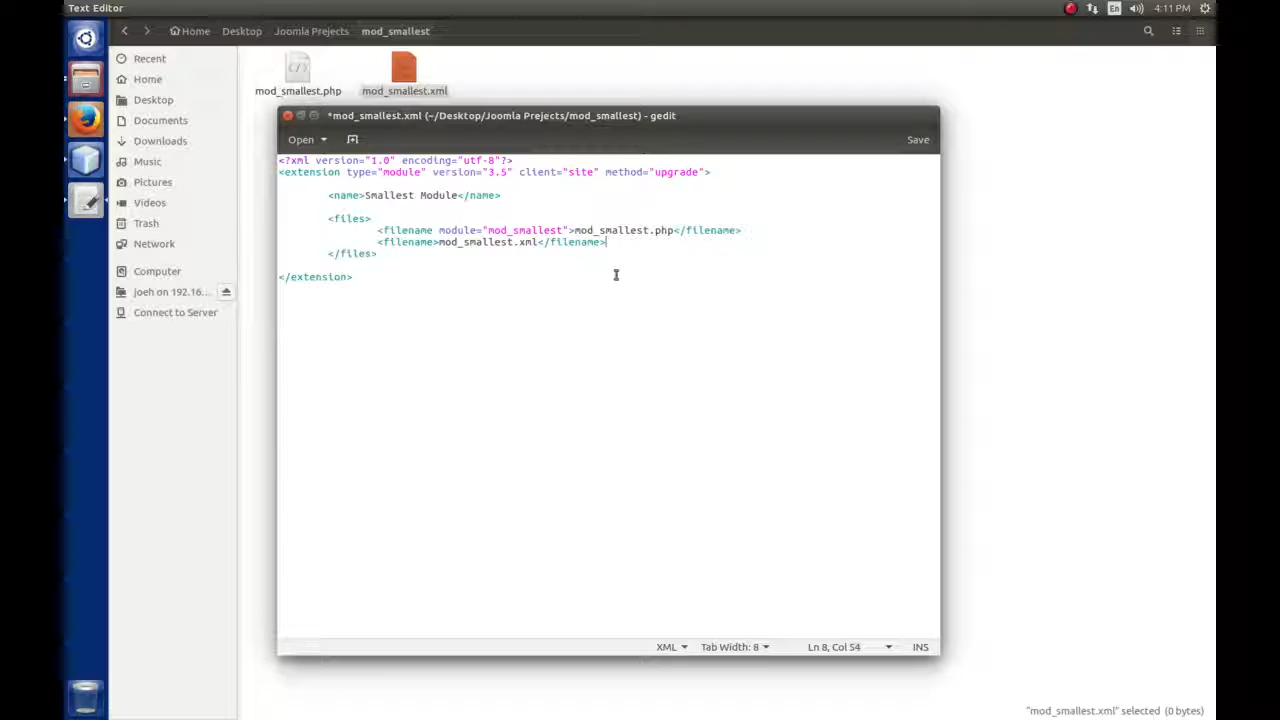 Text Editor
En
4:11 PM
Home
Desktop
Joomla Projects
mod_smallest
Recent
Home
Desktop
Documents
Downloads
Music
Pictures
Videos
Trash
Network
Computer
joeh on 192.16...
Connect to Server
mod_smallest.php
mod_smallest.xml
*mod_smallest.xml (~/Desktop/Joomla Projects/mod_smallest) - gedit
Open
Save
<?xml version="1.0" encoding="utf-8"?>
<extension type="module" version="3.5" client="site" method="upgrade">
<name>Smallest Module</name>
<files>
<filename module="mod_smallest">mod_smallest.php</filename>
<filename>mod_smallest.xml</filename>
</files>
</extension>
XML
Tab Width: 8
Ln 8, Col 54
INS
"mod_smallest.xml" selected (0 bytes)